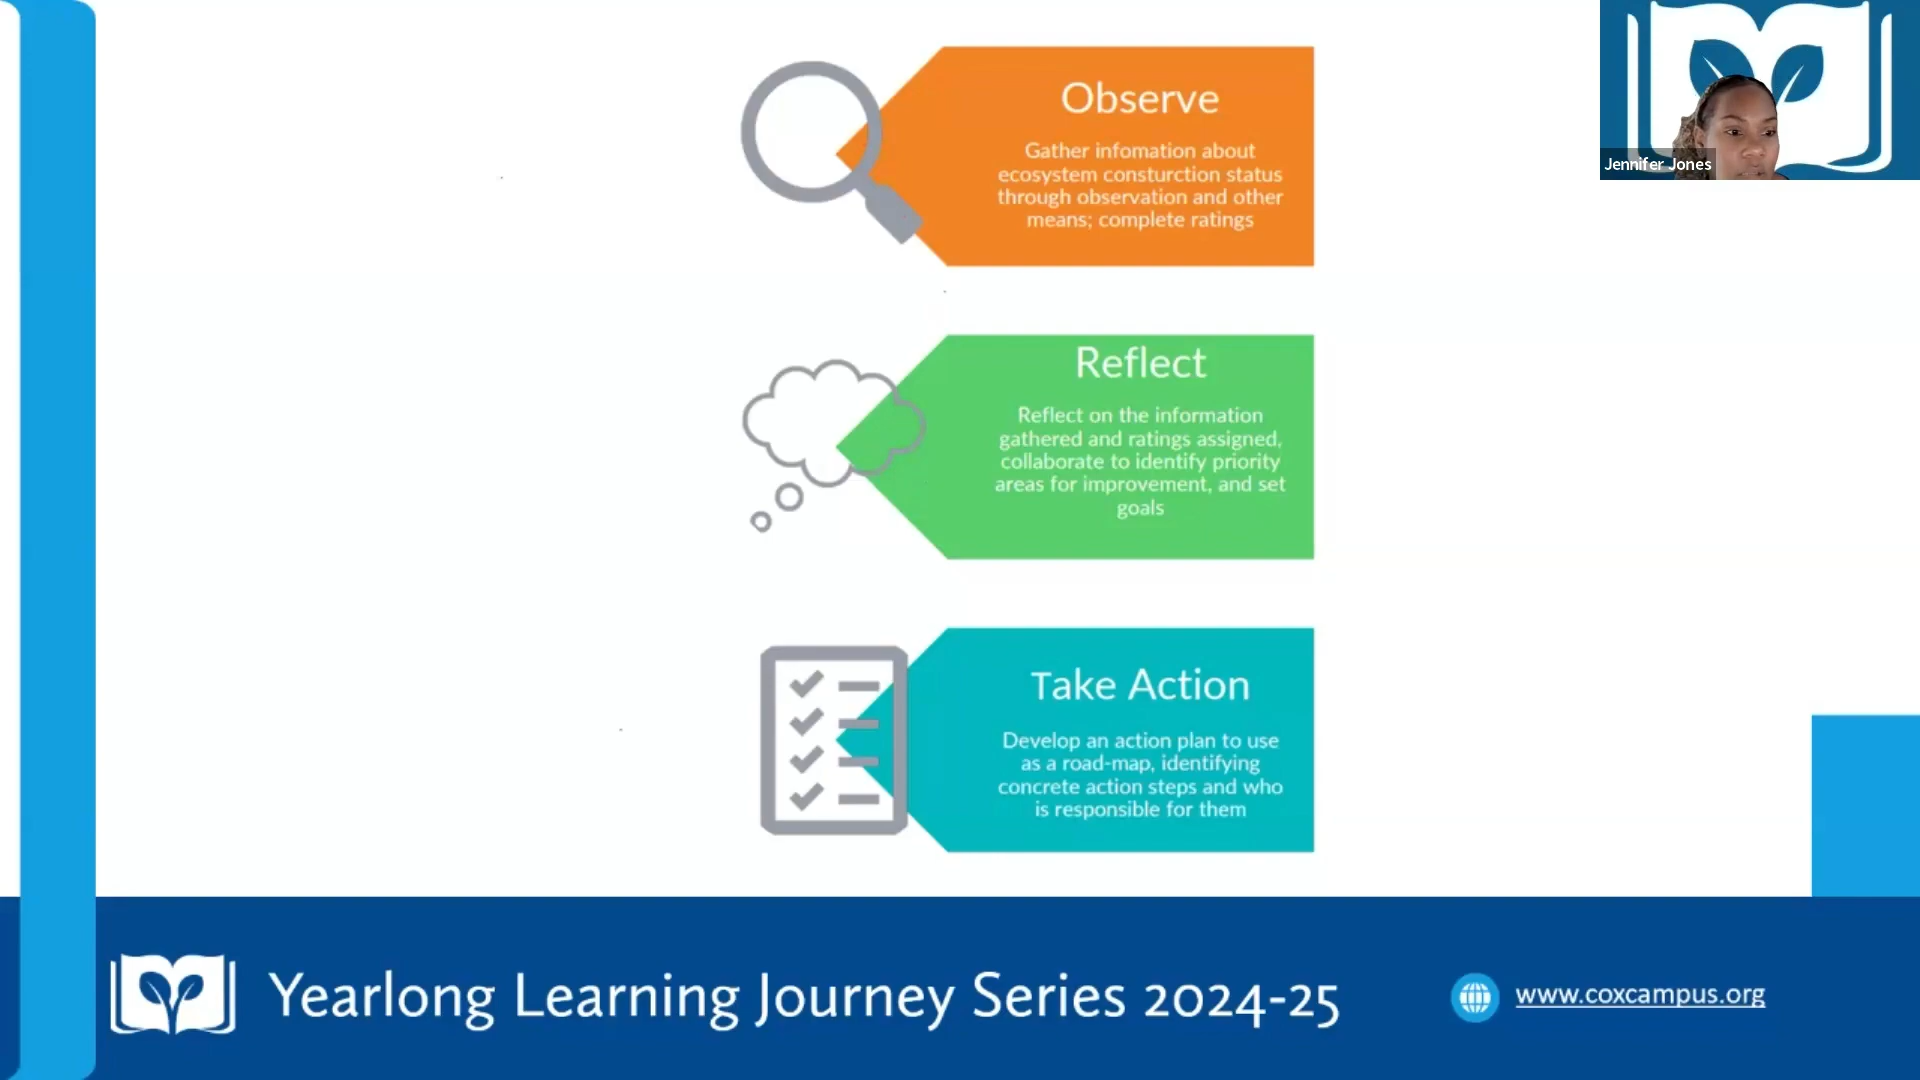 Observe
Gather infomation about
ecosystem consturction status
through observation and other
means; complete ratings
Jennifer Jones
Reflect
Reflect on the information
gathered and ratings assigned,
collaborate to identify priority
areas for improvement, and set
goals
Take Action
Develop an action plan to use
as a road-map, identifying
concrete action steps and who
is responsible for them
Yearlong Learning Journey Series 2024-25
www.coxcampus.org